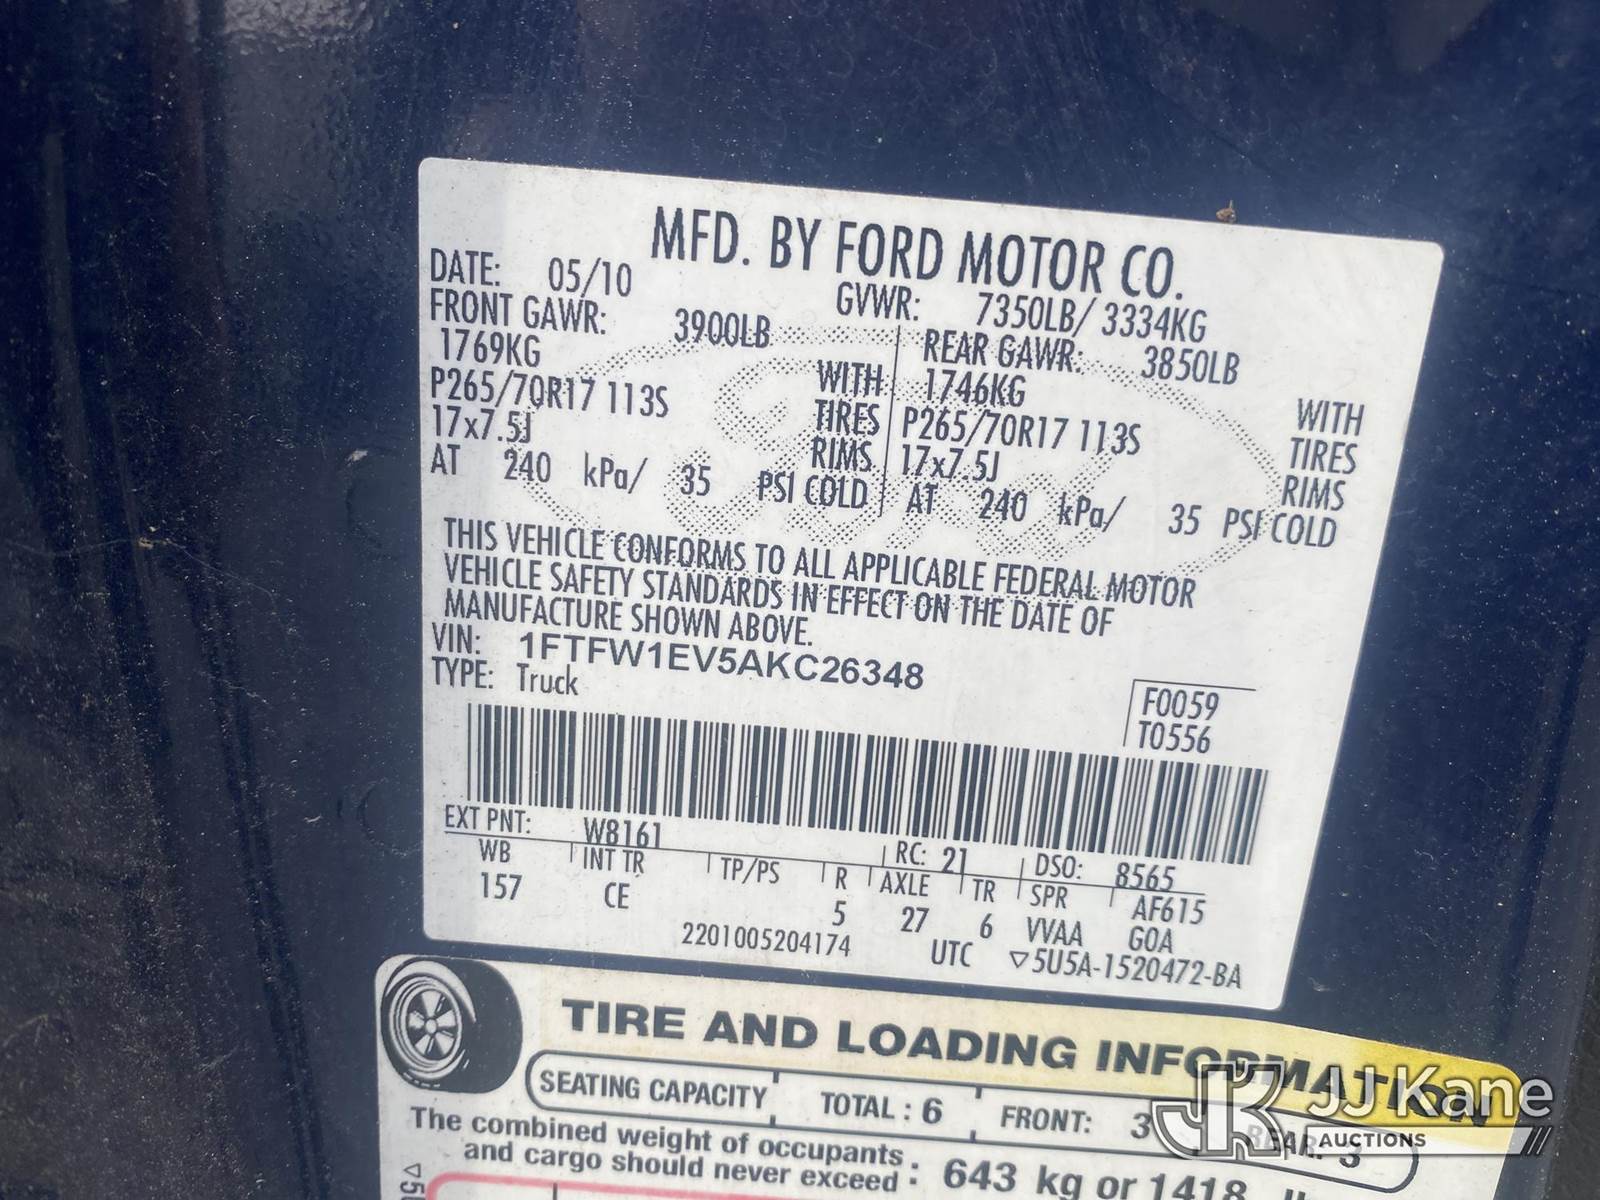 MFD. BY FORD MOTOR CO.
DATE: 05/10 GVWR: 7350LB/ 3334KG
FRONT GAWR: 3900LB REAR GAWR: 3850LB
1769KG WITH 1746KG WITH
P265/70R17 113S TIRES P265/70R17 113S TIRES
17x7.5J RIMS 17x7.5J RIMS
AT 240 kPa/ 35 PSI COLD AT 240 kPa/ 35 PSI COLD
THIS VEHICLE CONFORMS TO ALL APPLICABLE FEDERAL MOTOR
VEHICLE SAFETY STANDARDS IN EFFECT ON THE DATE OF
MANUFACTURE SHOWN ABOVE.
VIN: 1FTFW1EV5AKC26348
TYPE: Truck
F0059
T0556
EXT PNT: W8161 RC: 21 DSO: 8565
WB INT TR TP/PS R AXLE TR SPR AF615
157 CE 5 27 6 VVAA GOA
2201005204174 UTC ▽5U5A-1520472-BA
TIRE AND LOADING INFORMATION
SEATING CAPACITY TOTAL: 6 FRONT: 3 REAR: 3
The combined weight of occupants
and cargo should never exceed : 643 kg or 1418
JJ Kane
AUCTIONS